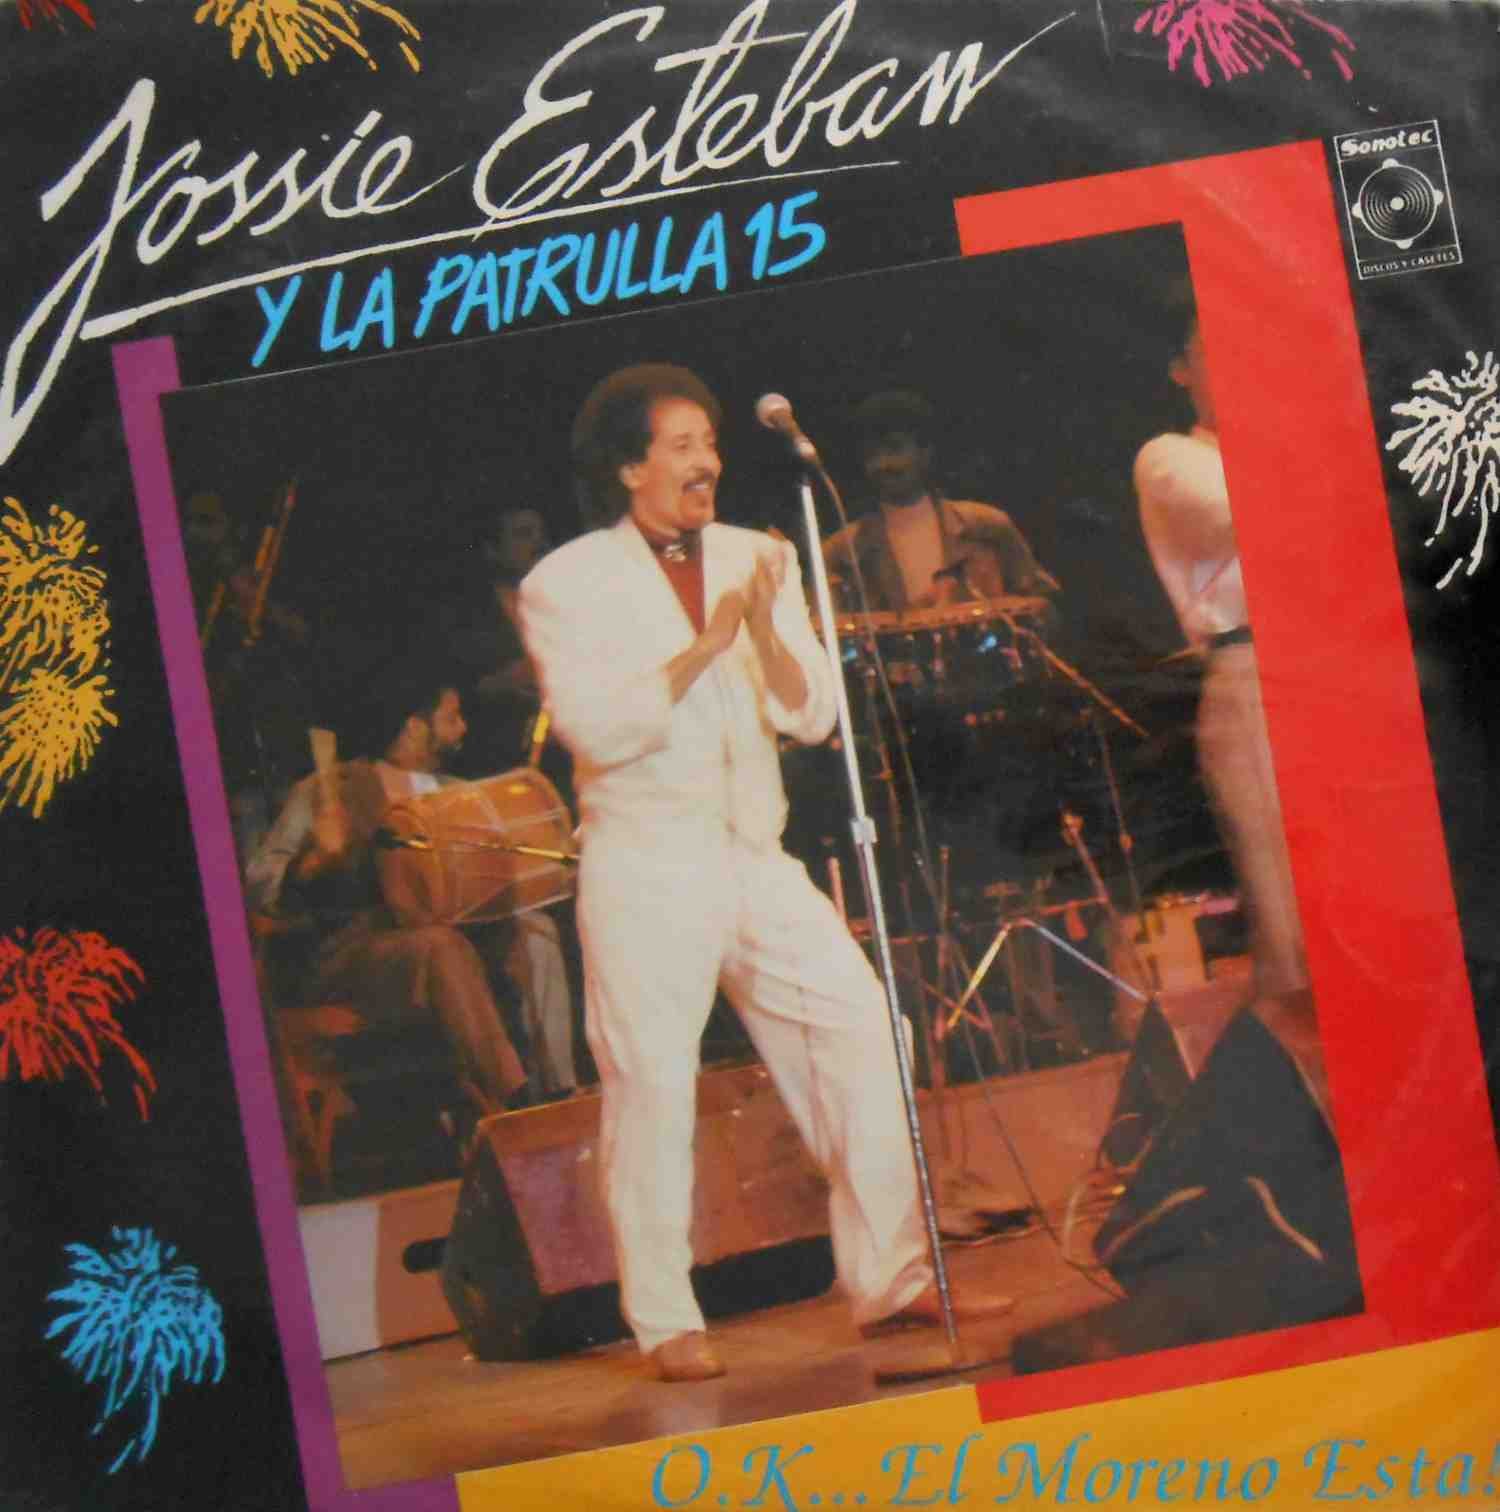 Jossie Esteban
Y LA PATRULLA 15
Sonotec
DISCOS Y CASETES
O.K... El Moreno Esta!